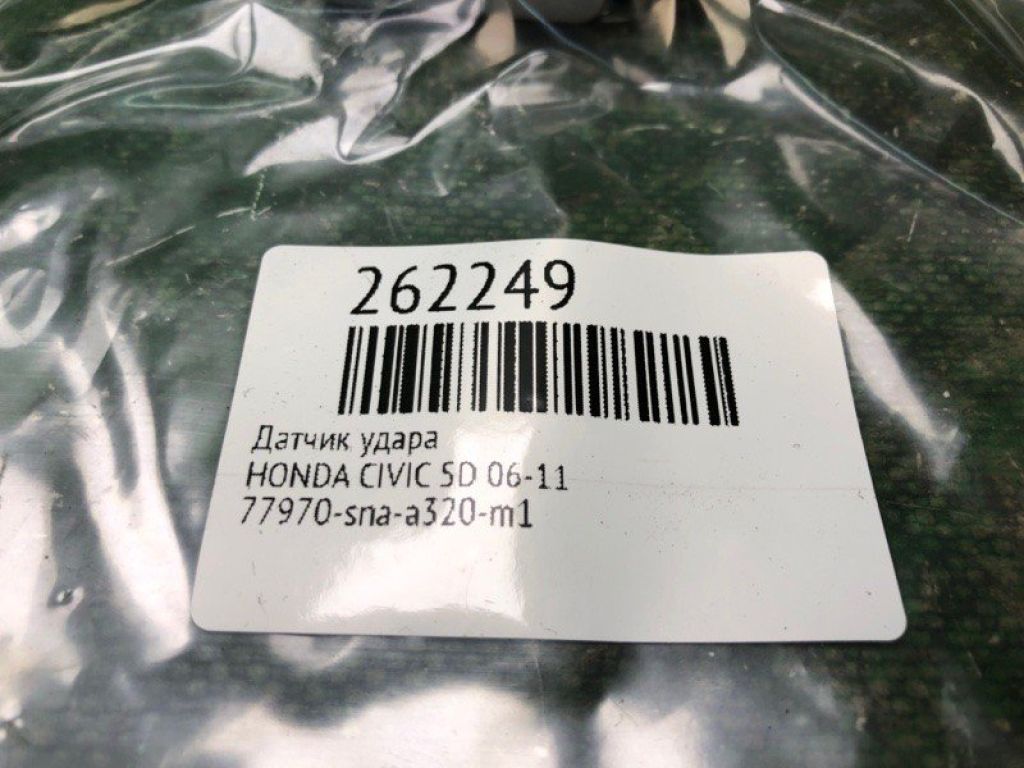 262249
Датчик удара
HONDA CIVIC 5D 06-11
77970-sna-a320-m1